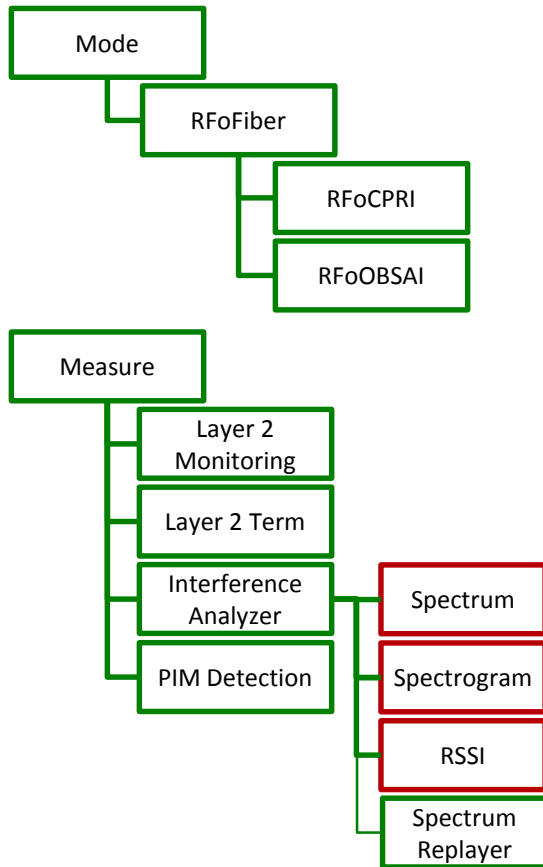 Mode
RFoFiber
RFoCPRI
RFoOBSAI
Measure
Layer 2
Monitoring
Layer 2 Term
Interference
Analyzer
Spectrum
Spectrogram
PIM Detection
RSSI
Spectrum
Replayer